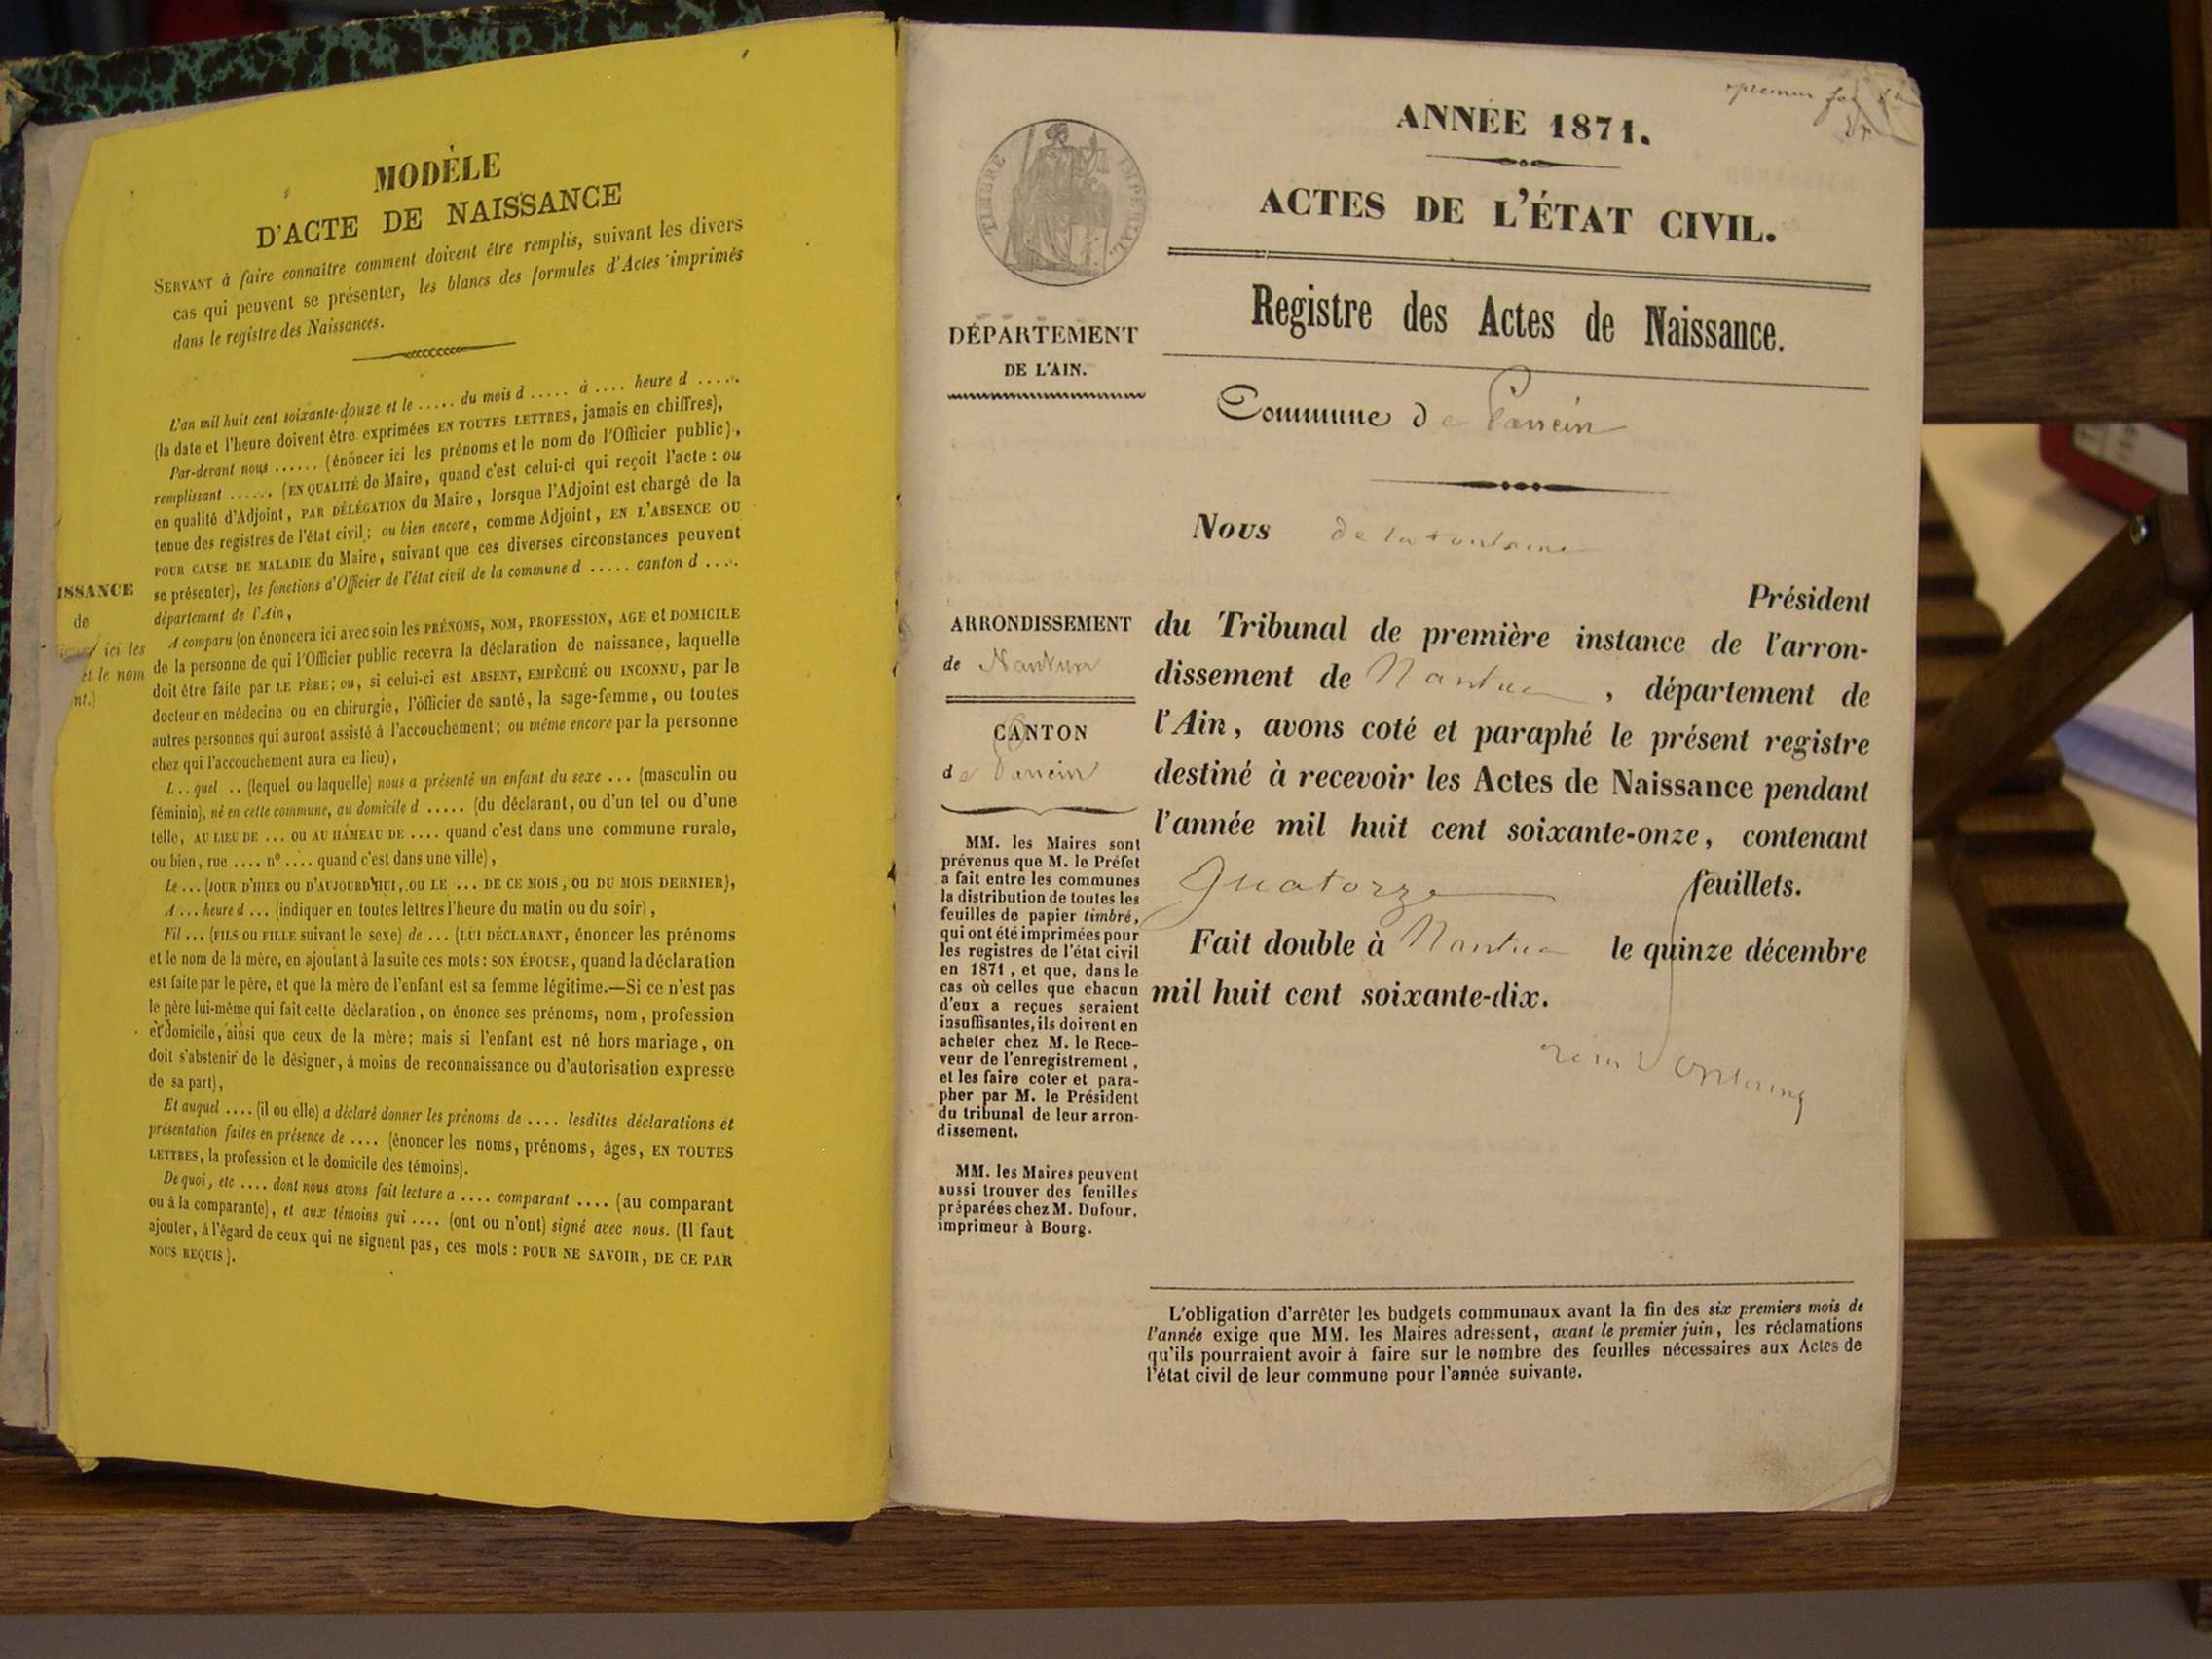 MODÈLE
D'ACTE DE NAISSANCE
SERVANT à faire connaître comment doivent être remplis, suivant les divers
cas qui peuvent se présenter, les blancs des formules d'Actes imprimés
dans le registre des Naissances.
L'an mil huit cent soixante-douze et le ..... du mois d ..... à .... heure d .....
(la date et l'heure doivent être exprimées EN TOUTES LETTRES, jamais en chiffres),
Par-devant nous ...... (énoncer ici les prénoms et le nom de l'Officier public),
remplissant ...... (EN QUALITÉ de Maire, quand c'est celui-ci qui reçoit l'acte : ou
en qualité d'Adjoint, PAR DÉLÉGATION du Maire, lorsque l'Adjoint est chargé de la
tenue des registres de l'état civil; ou bien encore, comme Adjoint, EN L'ABSENCE OU
POUR CAUSE DE MALADIE du Maire, suivant que ces diverses circonstances peuvent
se présenter), les fonctions d'Officier de l'état civil de la commune d ..... canton d ....
département de l'Ain,
A comparu (on énoncera ici avec soin les PRÉNOMS, NOM, PROFESSION, AGE et DOMICILE
de la personne de qui l'Officier public recevra la déclaration de naissance, laquelle
doit être faite par LE PÈRE; ou, si celui-ci est ABSENT, EMPÊCHÉ OU INCONNU, par le
docteur en médecine ou en chirurgie, l'officier de santé, la sage-femme, ou toutes
autres personnes qui auront assisté à l'accouchement; ou même encore par la personne
chez qui l'accouchement aura eu lieu),
L .. quel .. (lequel ou laquelle) nous a présenté un enfant du sexe ... (masculin ou
féminin), né en cette commune, au domicile d ..... (du déclarant, ou d'un tel ou d'une
telle, AU LIEU DE ... OU AU HAMEAU DE .... quand c'est dans une commune rurale,
ou bien, rue .... nº .... quand c'est dans une ville),
Le ... (JOUR D'HIER OU D'AUJOURD'HUI, OU LE ... DE CE MOIS, OU DU MOIS DERNIER),
A ... heure d ... (indiquer en toutes lettres l'heure du matin ou du soir),
Fil ... (FILS OU FILLE suivant le sexe) de ... (LUI DÉCLARANT, énoncer les prénoms
et le nom de la mère, en ajoutant à la suite ces mots : SON ÉPOUSE, quand la déclaration
est faite par le père, et que la mère de l'enfant est sa femme légitime.—Si ce n'est pas
le père lui-même qui fait cette déclaration, on énonce ses prénoms, nom, profession
et domicile, ainsi que ceux de la mère; mais si l'enfant est né hors mariage, on
doit s'abstenir de le désigner, à moins de reconnaissance ou d'autorisation expresse
de sa part),
Et auquel .... (il ou elle) a déclaré donner les prénoms de .... lesdites déclarations et
présentation faites en présence de .... (énoncer les noms, prénoms, âges, EN TOUTES
LETTRES, la profession et le domicile des témoins).
De quoi, etc .... dont nous avons fait lecture a .... comparant .... (au comparant
ou à la comparante), et aux témoins qui .... (ont ou n'ont) signé avec nous. (Il faut
ajouter, à l'égard de ceux qui ne signent pas, ces mots : POUR NE SAVOIR, DE CE PAR
NOUS REQUIS).
ISSANCE
de
ici les
et le nom
nt.)
ANNÉE 1871.
TIMBRE IMPÉRIAL
ACTES DE L'ÉTAT CIVIL.
Registre des Actes de Naissance.
DÉPARTEMENT
DE L'AIN.
Commune de
Nous de la Fontaine
Président
du Tribunal de première instance de l'arron-
dissement de Nantua, département de
l'Ain, avons coté et paraphé le présent registre
destiné à recevoir les Actes de Naissance pendant
l'année mil huit cent soixante-onze, contenant
Quatorze feuillets.
Fait double à Nantua le quinze décembre
mil huit cent soixante-dix.
ARRONDISSEMENT
de Nantua
CANTON
de
MM. les Maires sont
prévenus que M. le Préfet
a fait entre les communes
la distribution de toutes les
feuilles de papier timbré,
qui ont été imprimées pour
les registres de l'état civil
en 1871, et que, dans le
cas où celles que chacun
d'eux a reçues seraient
insuffisantes, ils doivent en
acheter chez M. le Rece-
veur de l'enregistrement,
et les faire coter et para-
pher par M. le Président
du tribunal de leur arron-
dissement.
MM. les Maires peuvent
aussi trouver des feuilles
préparées chez M. Dufour,
imprimeur à Bourg.
L'obligation d'arrêter les budgets communaux avant la fin des six premiers mois de
l'année exige que MM. les Maires adressent, avant le premier juin, les réclamations
qu'ils pourraient avoir à faire sur le nombre des feuilles nécessaires aux Actes de
l'état civil de leur commune pour l'année suivante.